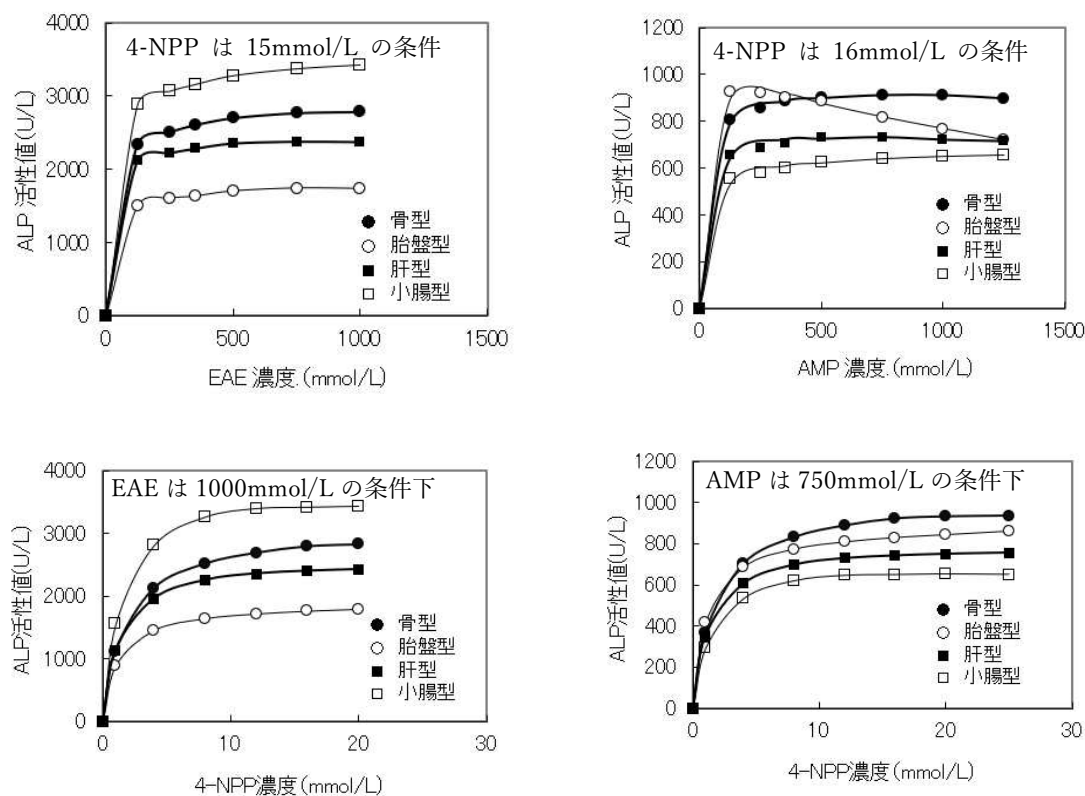 4000
3000
2000
1000
0
ALP 活性値(U/L)
4-NPP は 15mmol/L の条件
骨型
胎盤型
肝型
小腸型
0 500 1000 1500
EAE 濃度.(mmol/L)
1200
1000
800
600
400
200
0
ALP 活性値(U/L)
4-NPP は 16mmol/L の条件
骨型
胎盤型
肝型
小腸型
0 500 1000 1500
AMP 濃度.(mmol/L)
4000
3000
2000
1000
0
ALP活性値(U/L)
EAE は 1000mmol/L の条件下
骨型
胎盤型
肝型
小腸型
0 10 20 30
4-NPP濃度(mmol/L)
1200
1000
800
600
400
200
0
ALP活性値(U/L)
AMP は 750mmol/L の条件下
骨型
胎盤型
肝型
小腸型
0 10 20 30
4-NPP濃度(mmol/L)